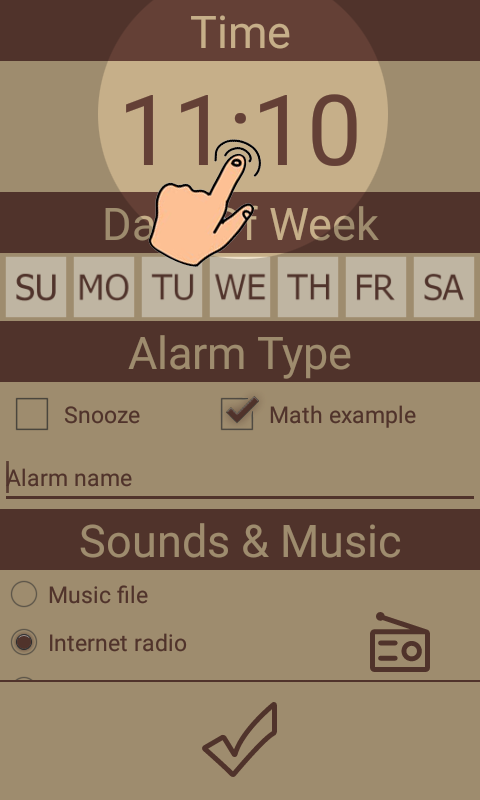 Time
11:10
Da Of Week
SU MO TU WE TH FR SA
Alarm Type
Snooze Math example
Alarm name
Sounds & Music
Music file
Internet radio